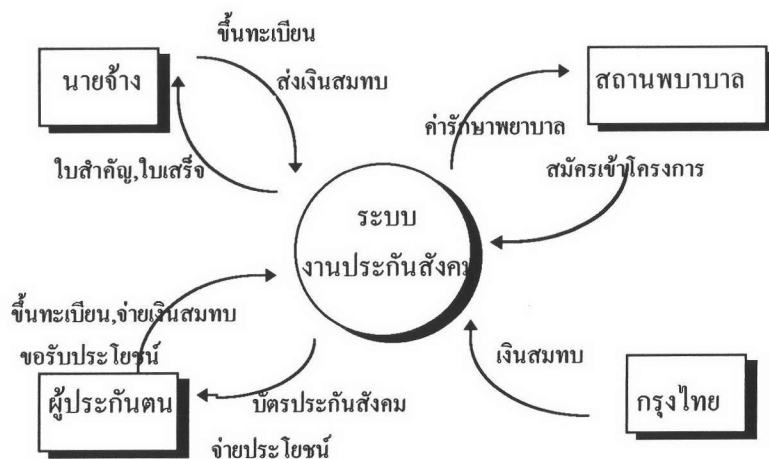 ขึ้นทะเบียน
นายจ้าง
ส่งเงินสมทบ
ใบสำคัญ,ใบเสร็จ
สถานพบาบาล
ค่ารักษาพยาบาล
สมัครเข้าโครงการ
ระบบ
งานประกันสังคม
ขึ้นทะเบียน,จ่ายเงินสมทบ
ขอรับประโยชน์
ผู้ประกันตน
บัตรประกันสังคม
จ่ายประโยชน์
เงินสมทบ
กรุงไทย